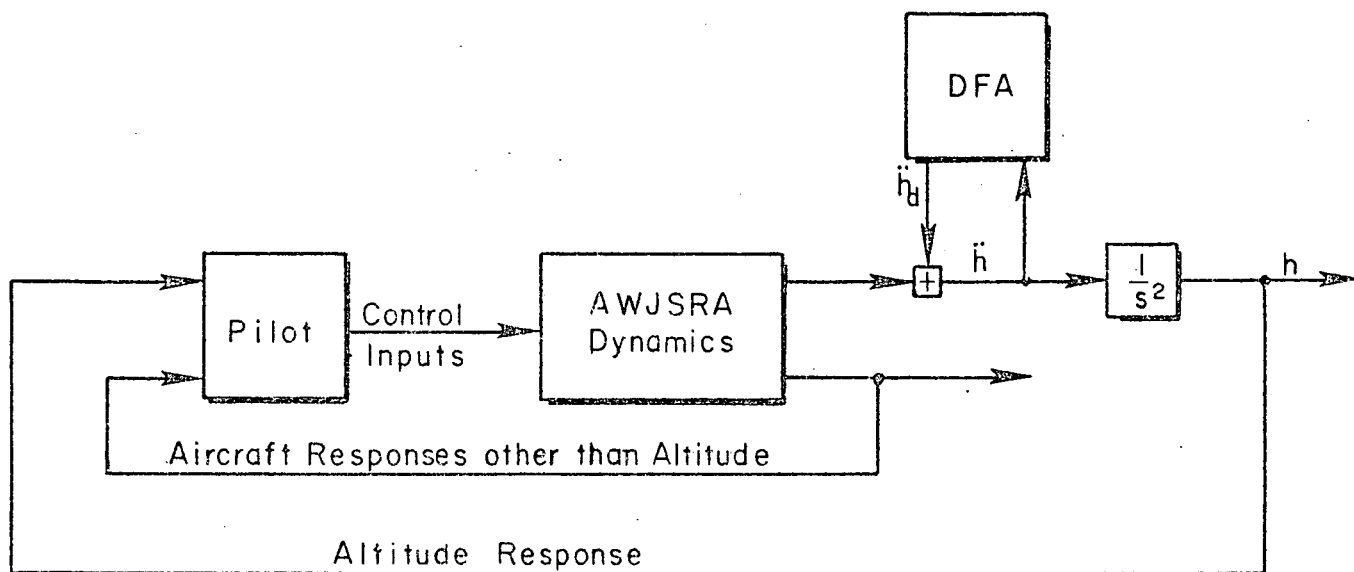 DFA
ḧd
ḧ
1
s²
h
Pilot
Control
Inputs
AWJSRA
Dynamics
Aircraft Responses other than Altitude
Altitude Response
+